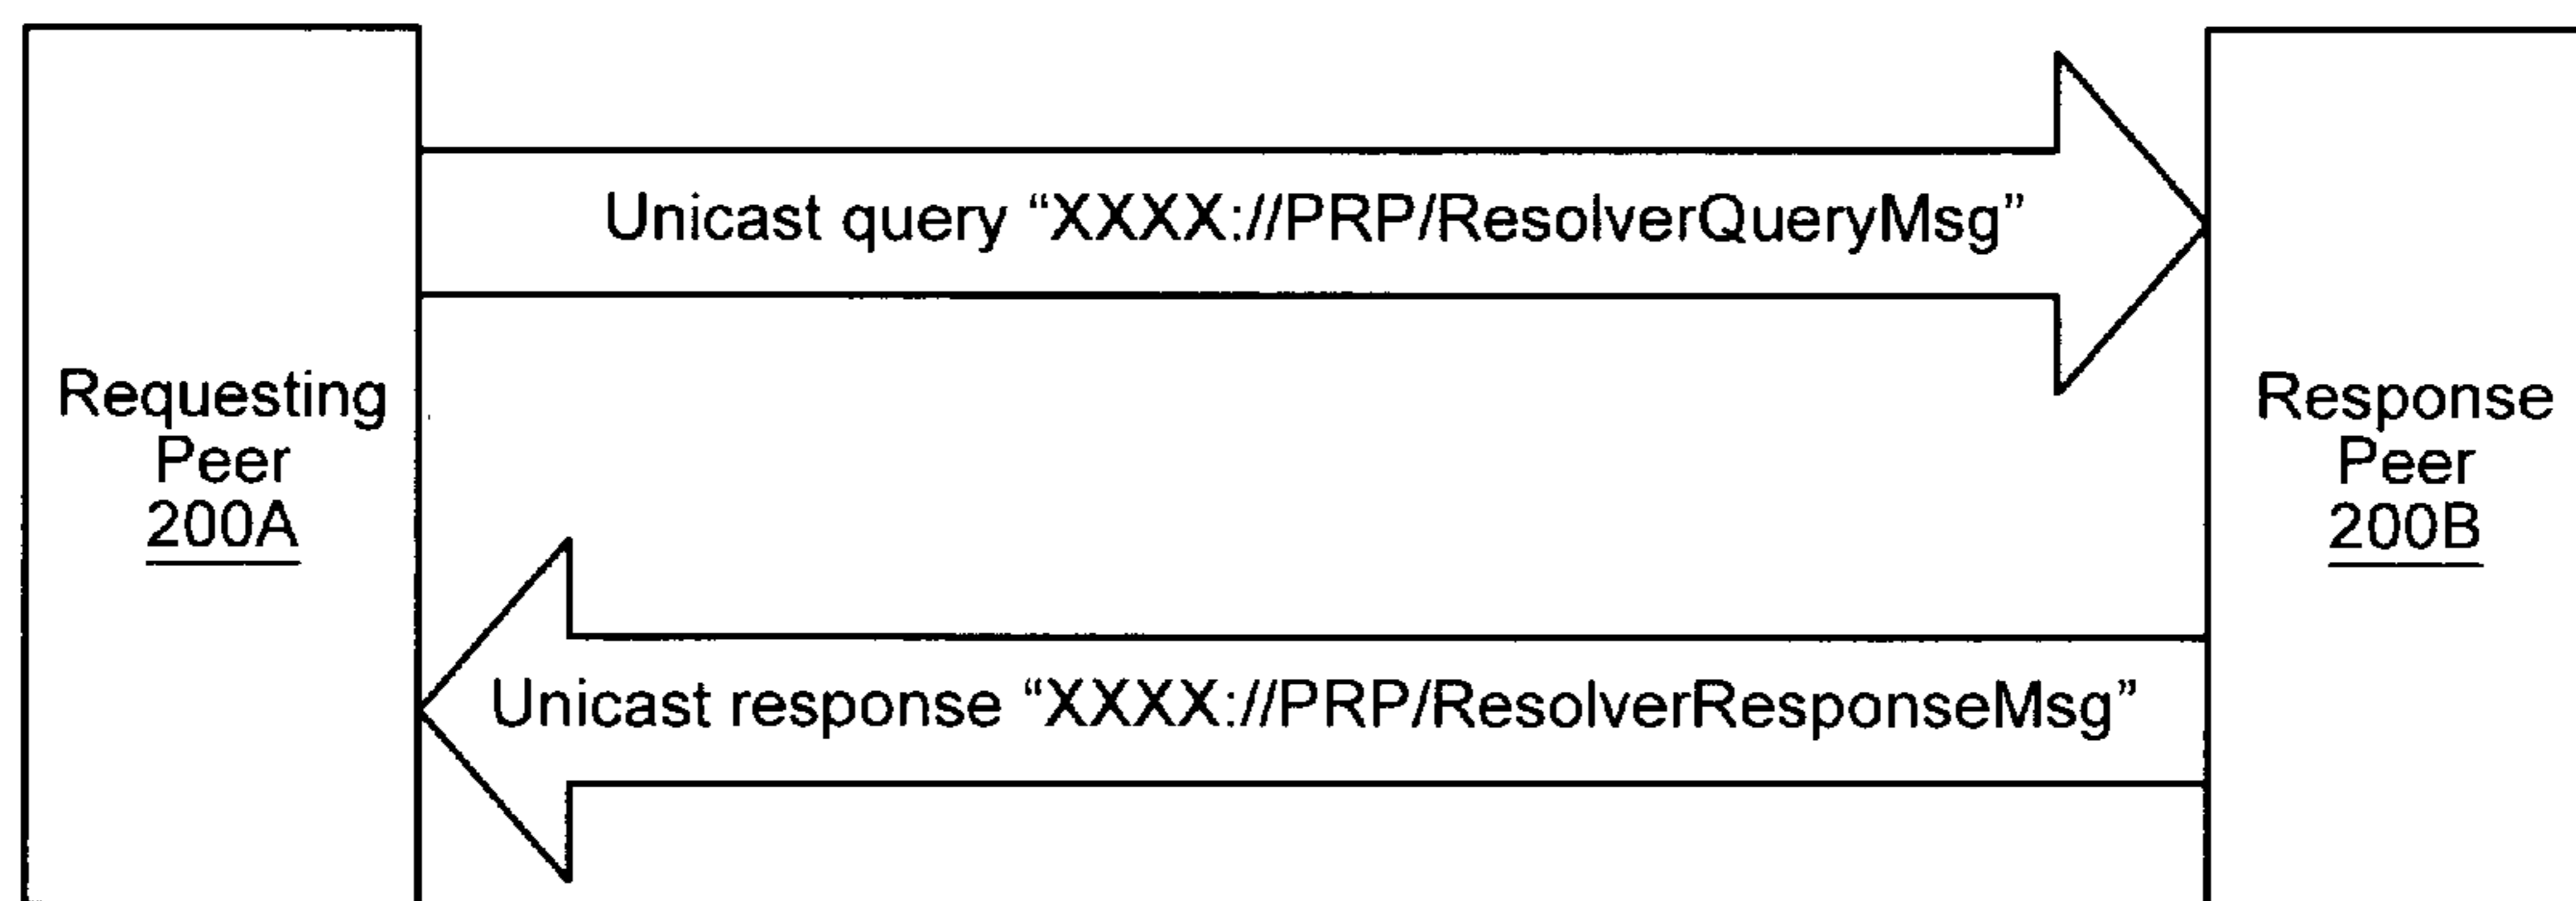 Unicast query “XXXX://PRP/ResolverQueryMsg”
Requesting
Peer
200A
Response
Peer
200B
Unicast response “XXXX://PRP/ResolverResponseMsg”